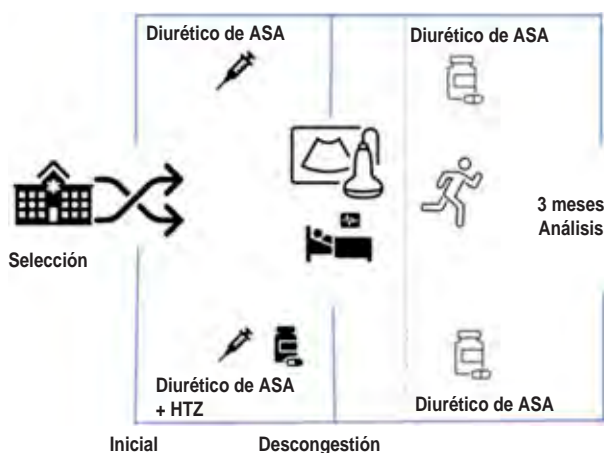 Diurético de ASA
Diurético de ASA
3 meses
Análisis
Selección
Diurético de ASA
+ HTZ
Diurético de ASA
Inicial
Descongestión